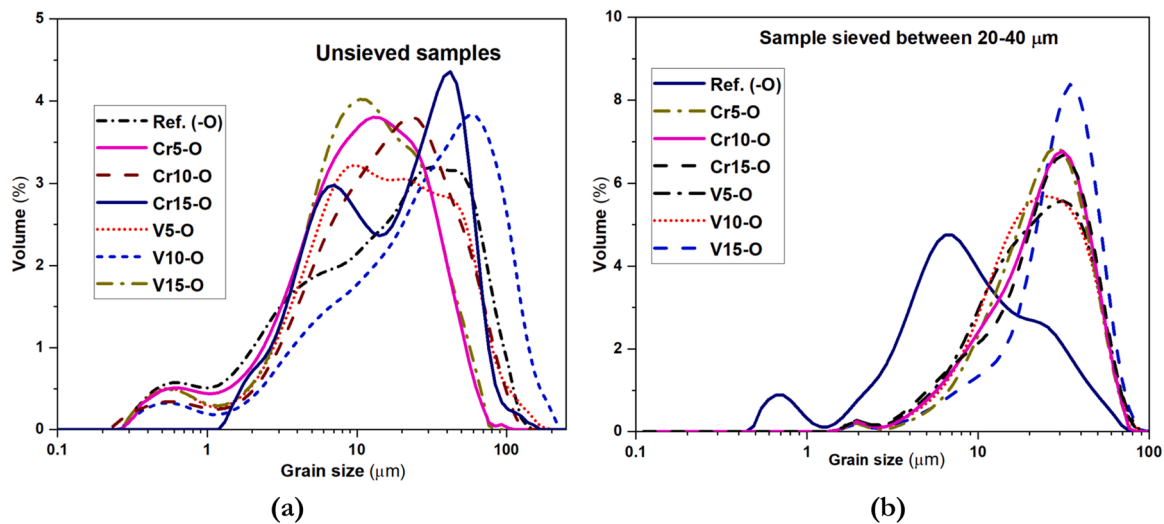 Unsieved samples
Ref. (-O)
Cr5-O
Cr10-O
Cr15-O
V5-O
V10-O
V15-O
Volume (%)
5
4
3
2
1
0
0.1 1 10 100
Grain size (μm)
(a)
Sample sieved between 20-40 μm
Ref. (-O)
Cr5-O
Cr10-O
Cr15-O
V5-O
V10-O
V15-O
Volume (%)
10
8
6
4
2
0
0.1 1 10 100
Grain size (μm)
(b)